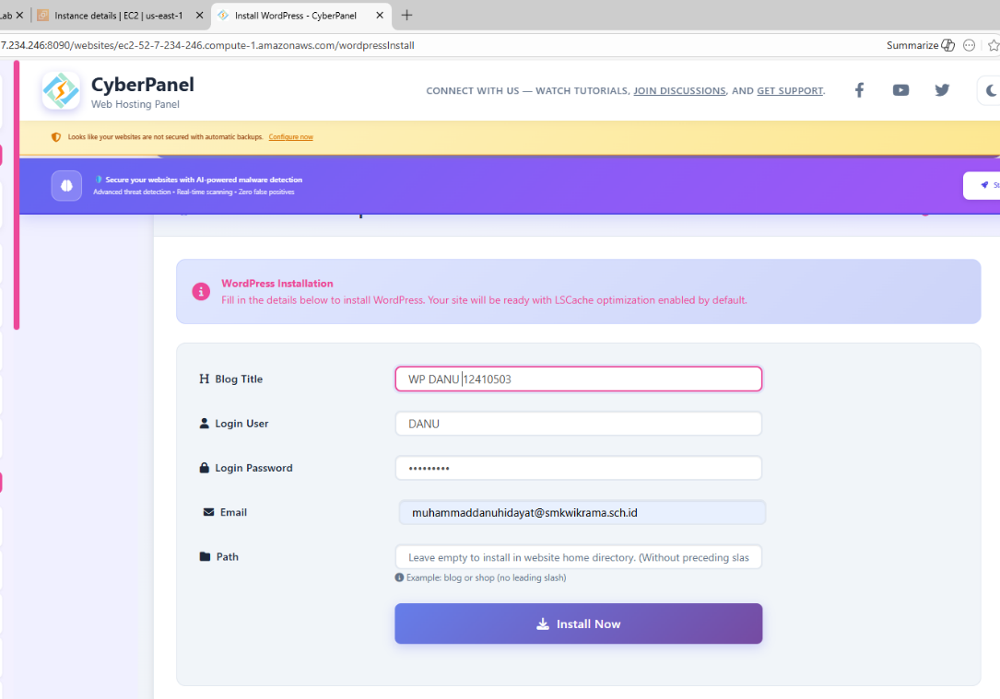 Lab
Instance details | EC2 | us-east-1
Install WordPress - CyberPanel
7.234.246:8090/websites/ec2-52-7-234-246.compute-1.amazonaws.com/wordpressInstall
Summarize
CyberPanel
Web Hosting Panel
CONNECT WITH US — WATCH TUTORIALS, JOIN DISCUSSIONS, AND GET SUPPORT.
Looks like your websites are not secured with automatic backups. Configure now
Secure your websites with AI-powered malware detection
Advanced threat detection • Real-time scanning • Zero false positives
St
WordPress Installation
Fill in the details below to install WordPress. Your site will be ready with LSCache optimization enabled by default.
Blog Title
WP DANU 12410503
Login User
DANU
Login Password
•••••••••
Email
muhammaddanuhidayat@smkwikrama.sch.id
Path
Leave empty to install in website home directory. (Without preceding slas
Example: blog or shop (no leading slash)
Install Now